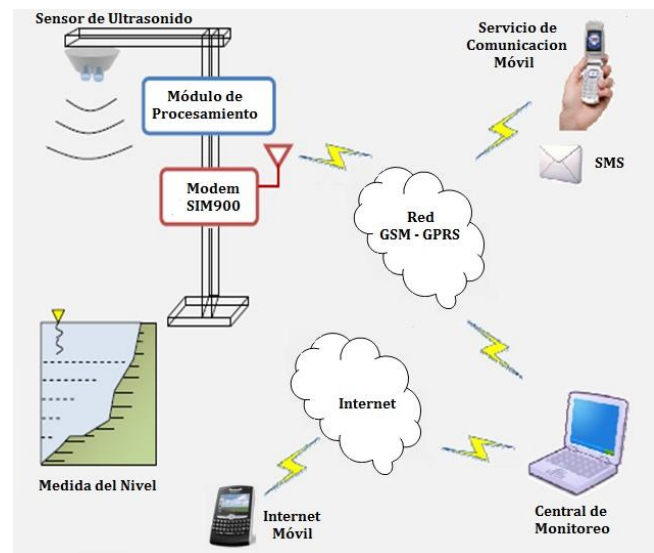 Sensor de Ultrasonido
Servicio de
Comunicacion
Móvil
Módulo de
Procesamiento
SMS
Modem
SIM900
Red
GSM - GPRS
Internet
Medida del Nivel
Internet
Móvil
Central de
Monitoreo